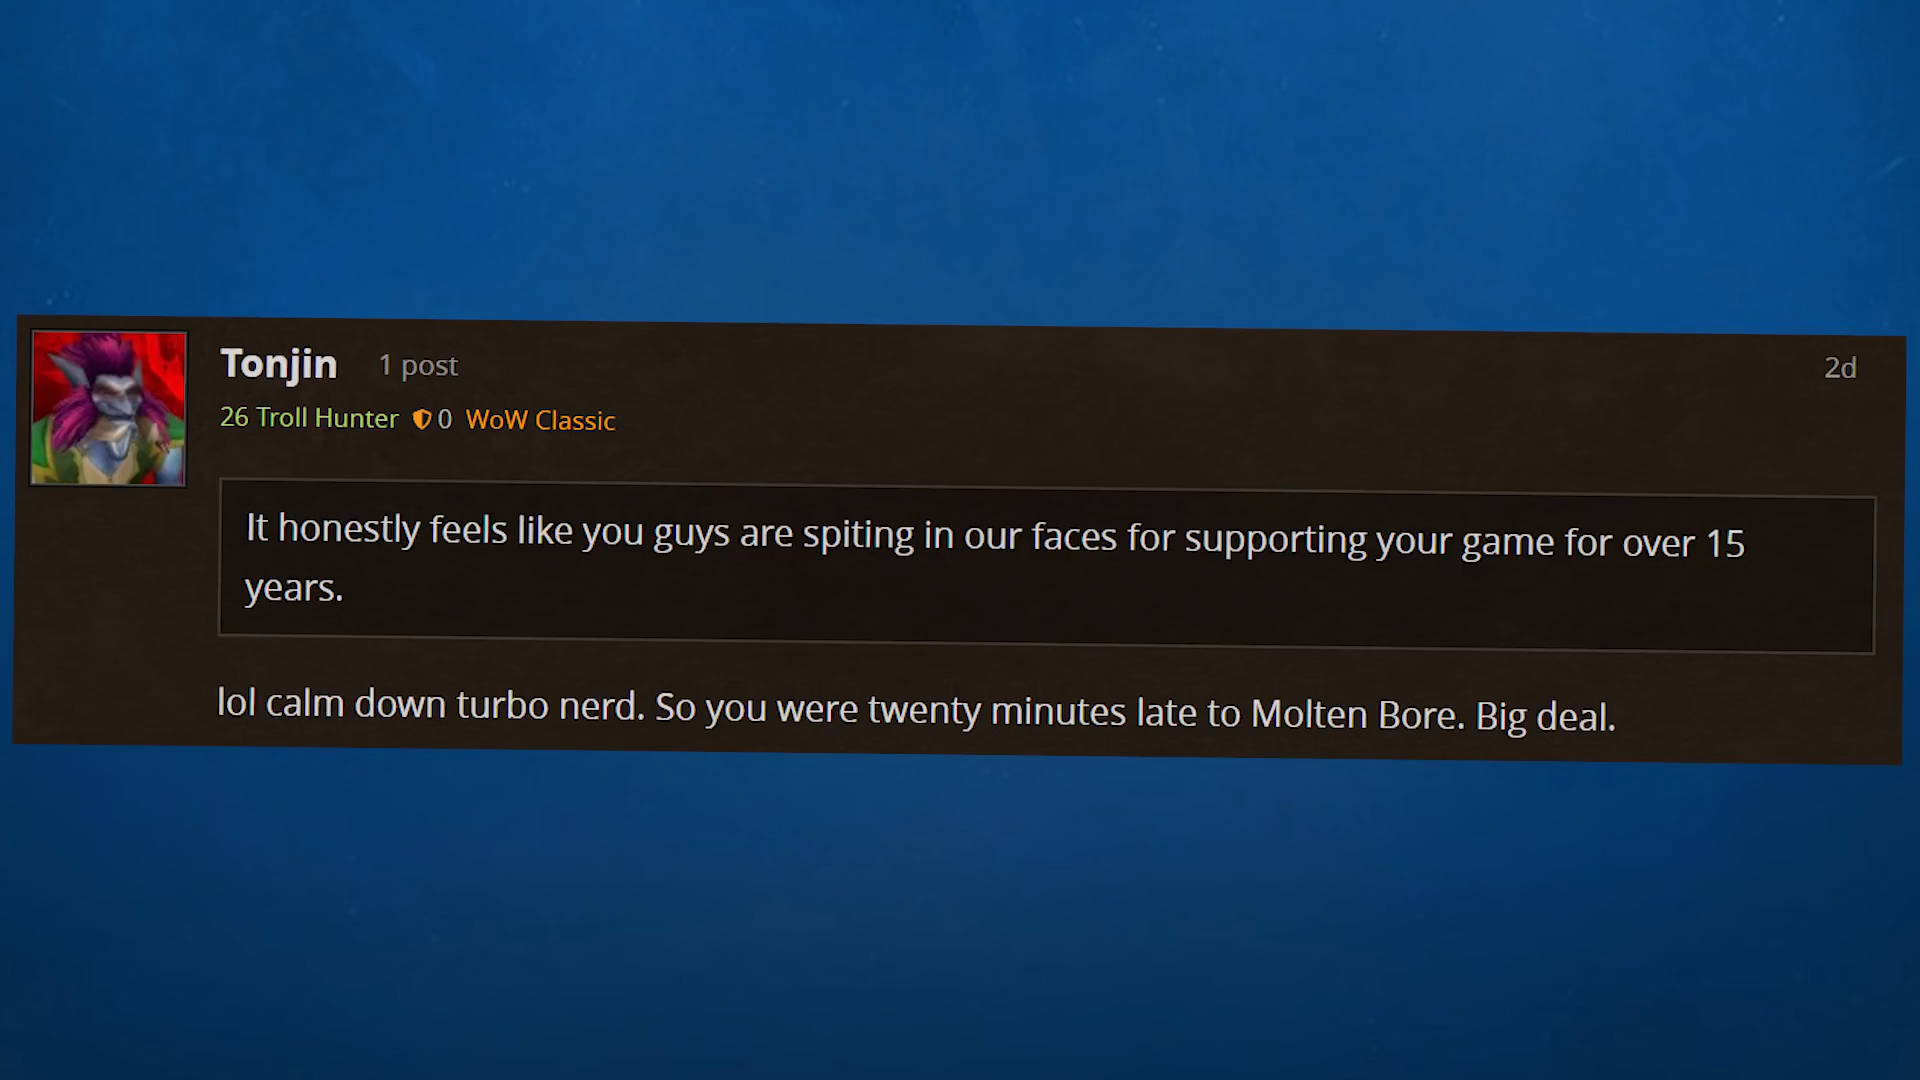 Tonjin 1 post 2d
26 Troll Hunter 0 WoW Classic
It honestly feels like you guys are spiting in our faces for supporting your game for over 15
years.
lol calm down turbo nerd. So you were twenty minutes late to Molten Bore. Big deal.